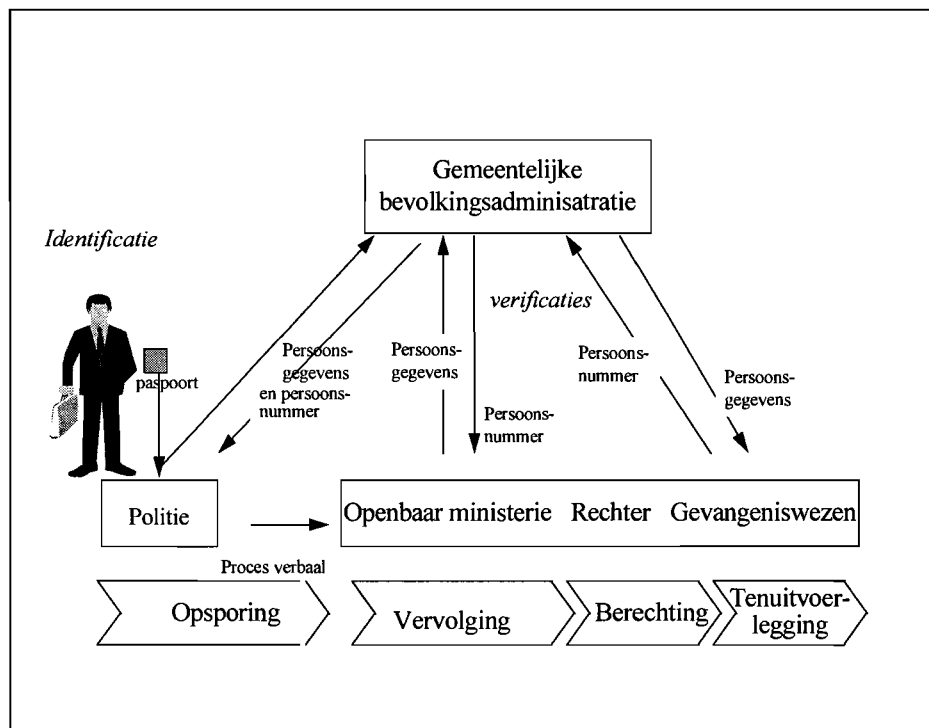 Gemeentelijke
bevolkingsadminisatratie
Identificatie
verificaties
paspoort
Persoons-
gegevens
en persoons-
nummer
Persoons-
gegevens
Persoons-
nummer
Persoons-
nummer
Persoons-
gegevens
Politie
Openbaar ministerie Rechter Gevangeniswezen
Proces verbaal
Opsporing
Vervolging
Berechting
Tenuitvoer-
legging